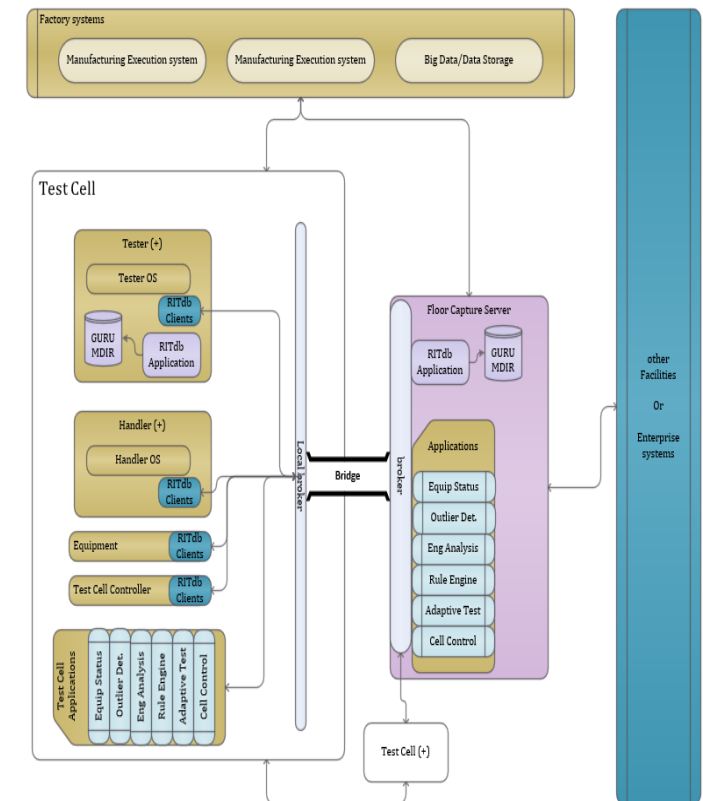 Factory systems
Manufacturing Execution system
Manufacturing Execution system
Big Data/Data Storage
Test Cell
Tester (+)
Tester OS
RITdb
Clients
GURU
MDIR
RITdb
Application
Handler (+)
Handler OS
RITdb
Clients
Equipment
RITdb
Clients
Test Cell Controller
RITdb
Clients
Test Cell
Applications
Equip Status
Outlier Det.
Eng Analysis
Rule Engine
Adaptive Test
Cell Control
Local broker
Bridge
broker
Floor Capture Server
RITdb
Application
GURU
MDIR
Applications
Equip Status
Outlier Det.
Eng Analysis
Rule Engine
Adaptive Test
Cell Control
Test Cell (+)
other
Facilities
Or
Enterprise
systems